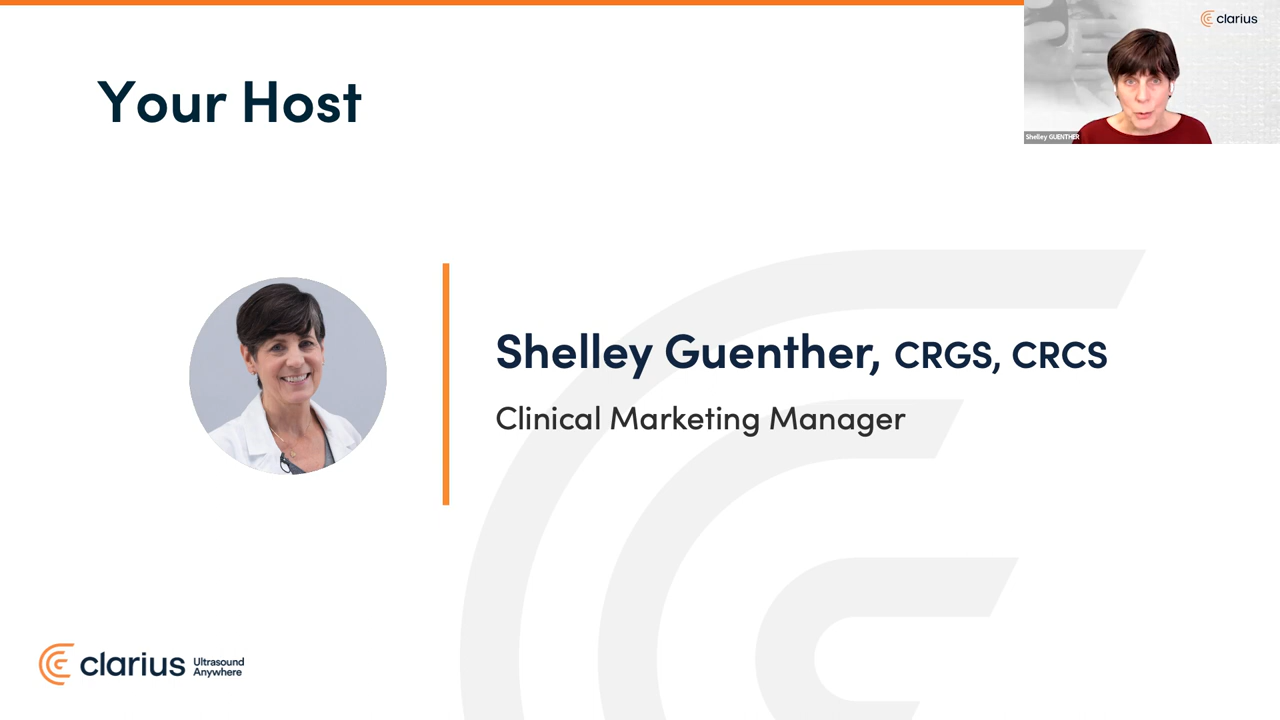 Your Host
clarius
Shelley GUENTHER
Shelley Guenther, CRGS, CRCS
Clinical Marketing Manager
clarius Ultrasound
Anywhere